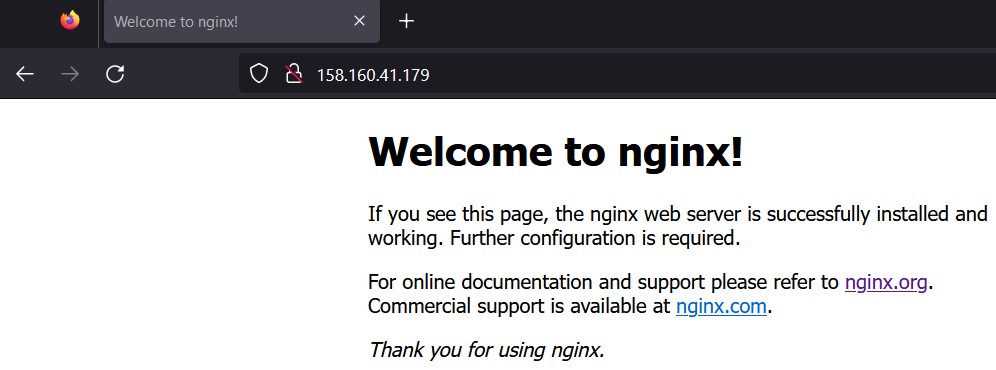 Welcome to nginx!
158.160.41.179
Welcome to nginx!
If you see this page, the nginx web server is successfully installed and
working. Further configuration is required.
For online documentation and support please refer to nginx.org.
Commercial support is available at nginx.com.
Thank you for using nginx.